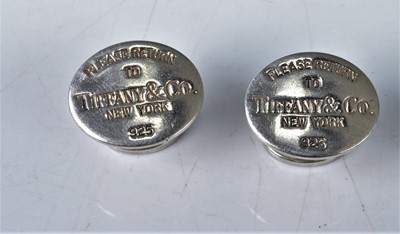 PLEASE RETURN
TO
TIFFANY & CO.
NEW YORK
925
PLEASE RETURN
TO
TIFFANY & CO.
NEW YORK
925